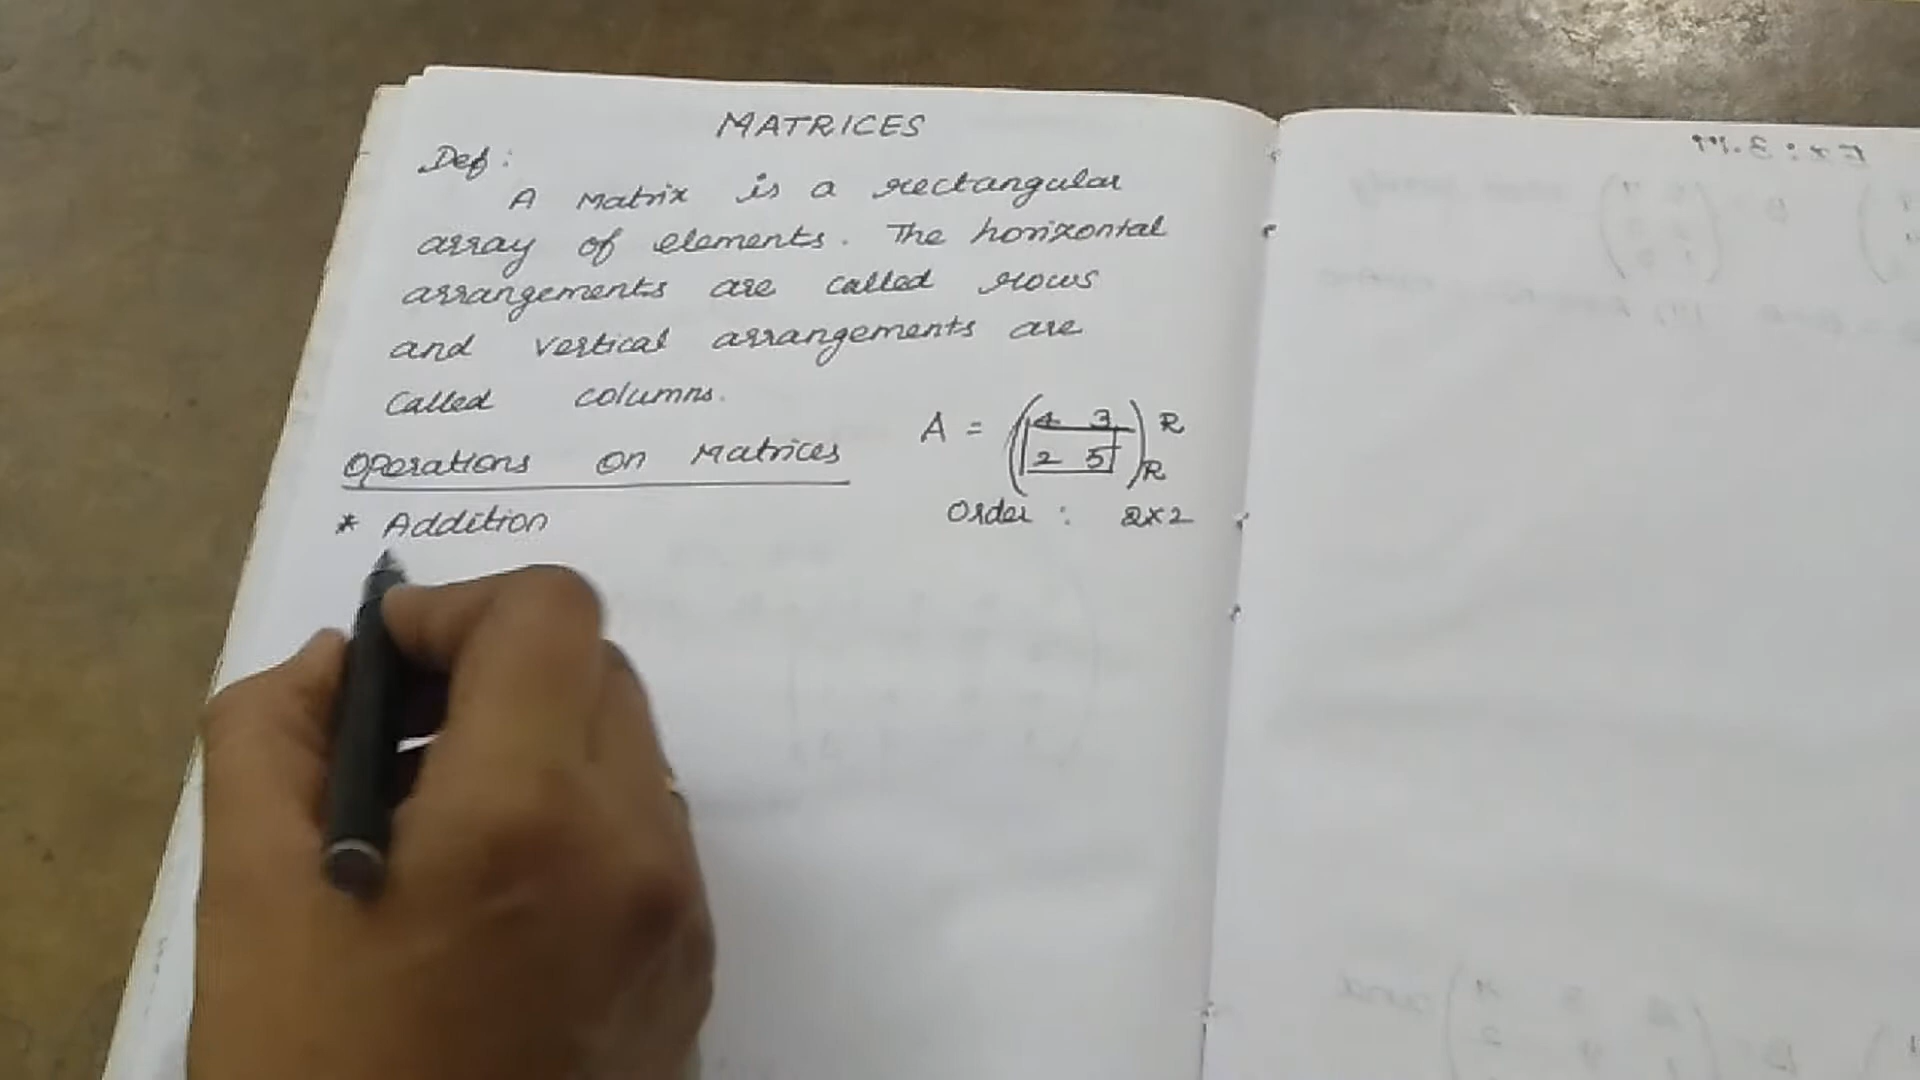 MATRICES
Def:
A Matrix is a rectangular
array of elements. The horizontal
arrangements are called rows
and vertical arrangements are
called columns.
A = (4 3) R
(2 5) R
Order : 2x2
Operations on Matrices
* Addition